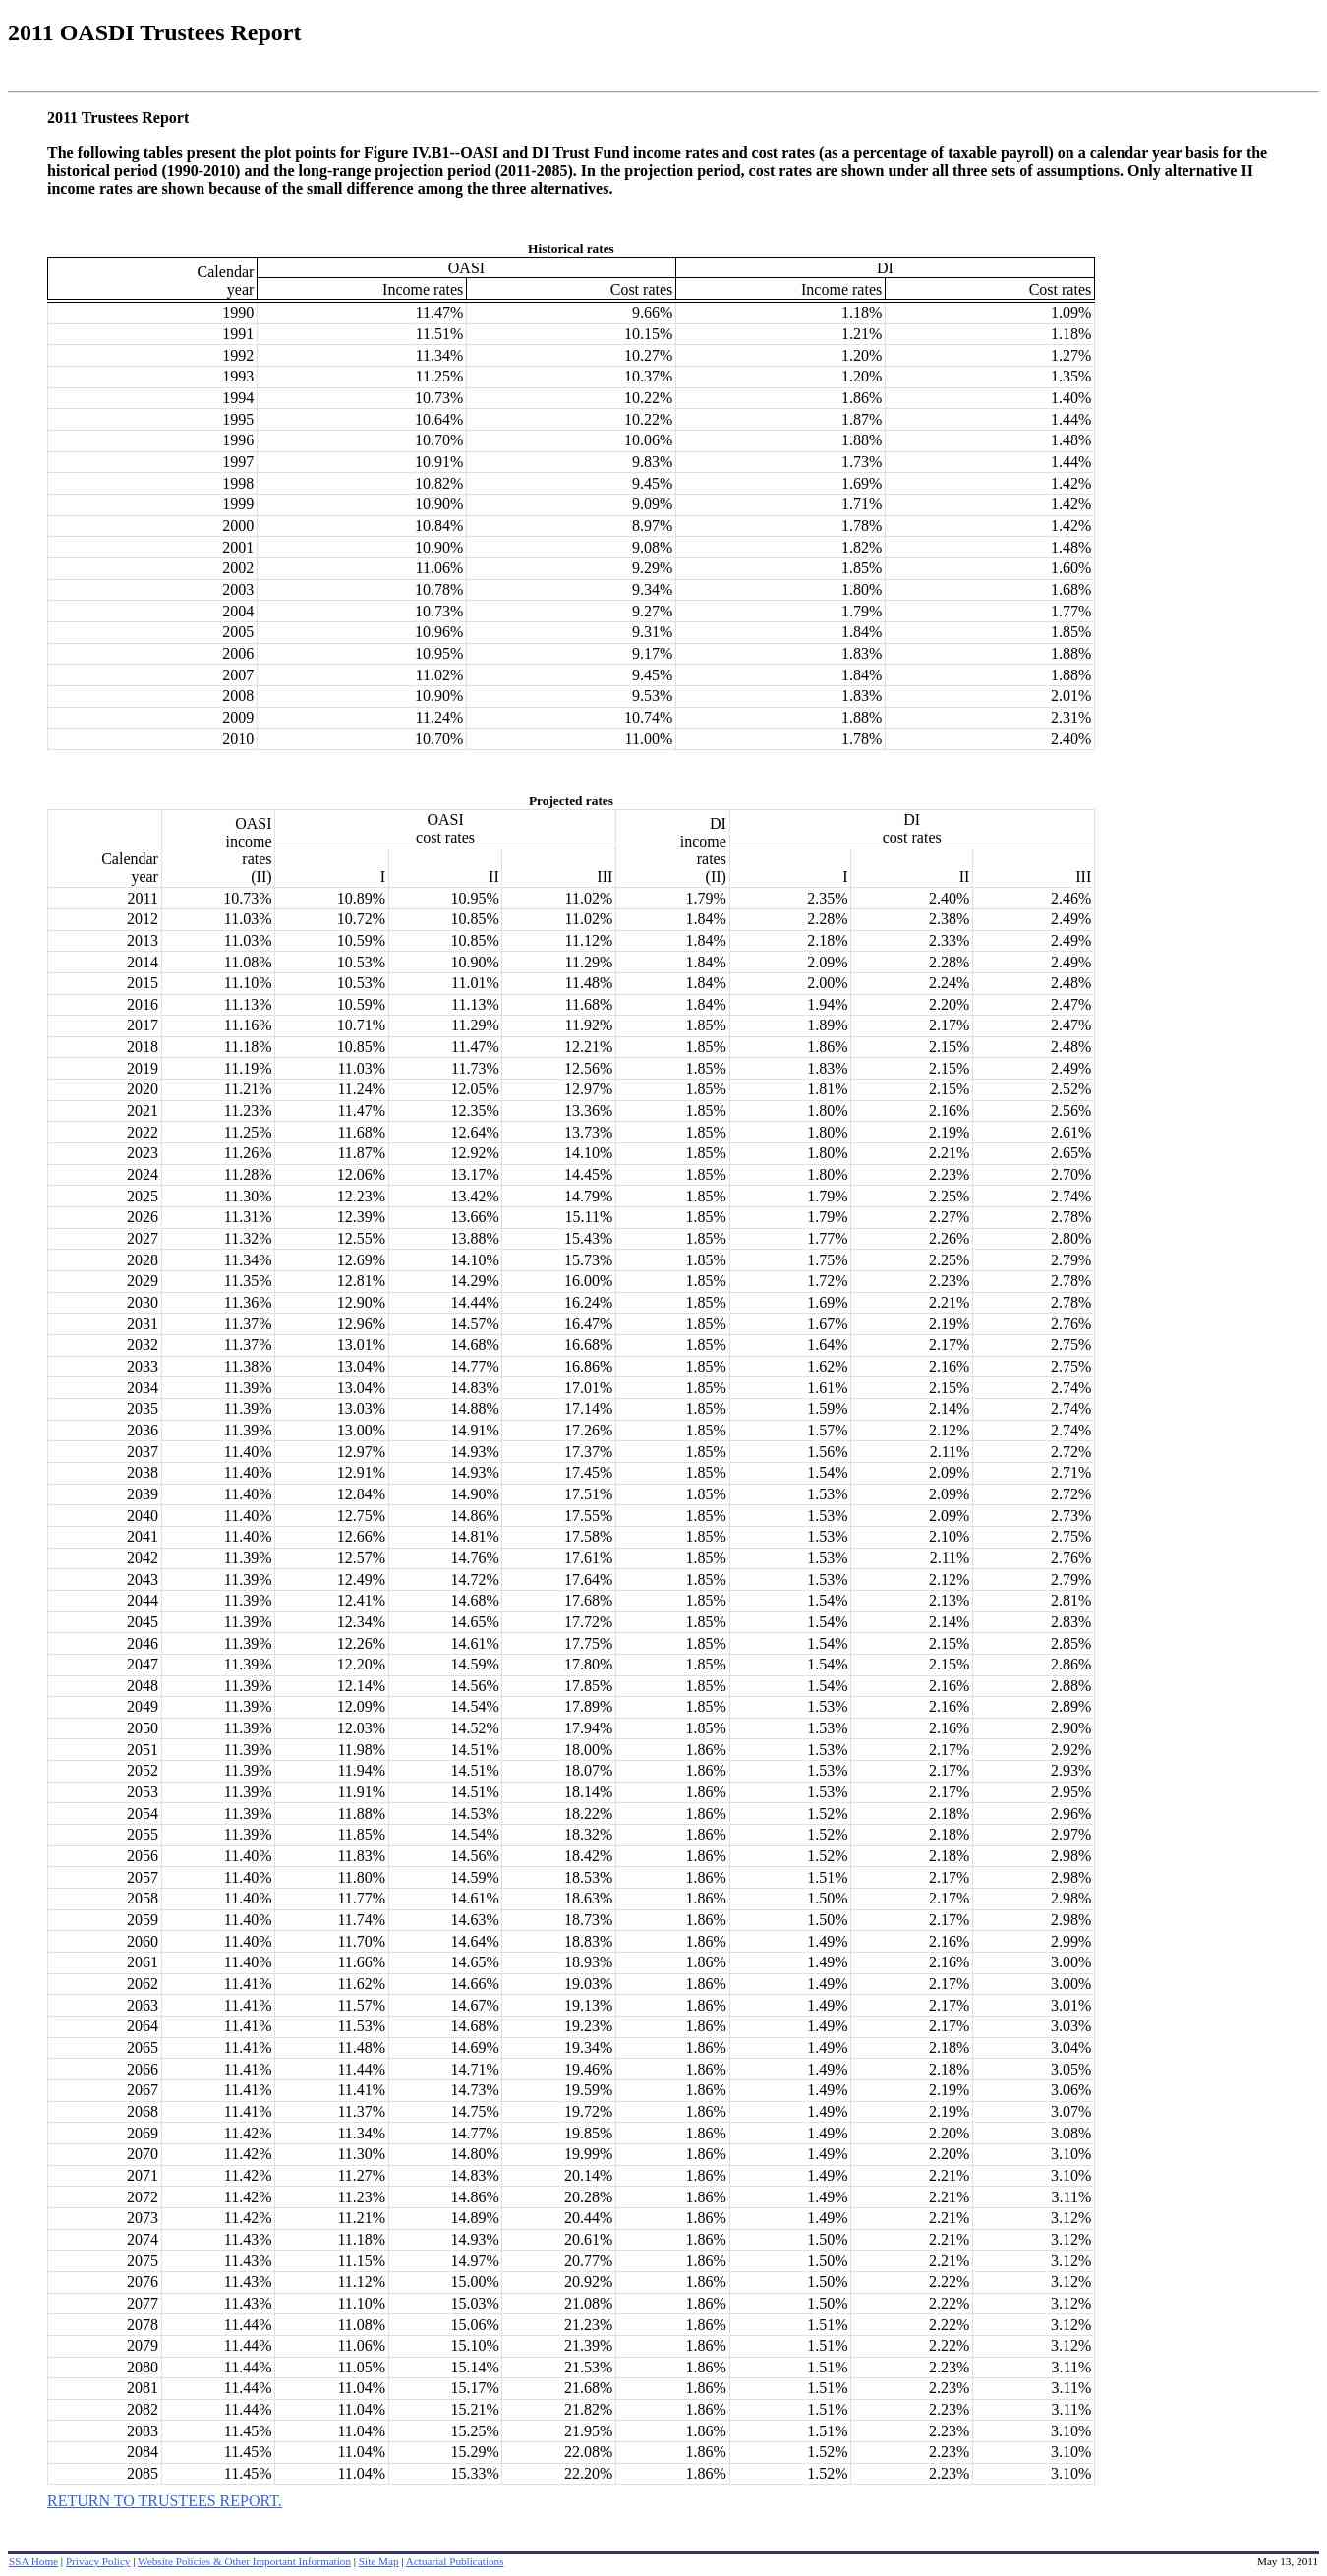 2011 OASDI Trustees Report
2011 Trustees Report
The following tables present the plot points for Figure IV.B1--OASI and DI Trust Fund income rates and cost rates (as a percentage of taxable payroll) on a calendar year basis for the
historical period (1990-2010) and the long-range projection period (2011-2085). In the projection period, cost rates are shown under all three sets of assumptions. Only alternative II
income rates are shown because of the small difference among the three alternatives.
Historical rates
Calendar year OASI DI
Income rates Cost rates Income rates Cost rates
1990 11.47% 9.66% 1.18% 1.09%
1991 11.51% 10.15% 1.21% 1.18%
1992 11.34% 10.27% 1.20% 1.27%
1993 11.25% 10.37% 1.20% 1.35%
1994 10.73% 10.22% 1.86% 1.40%
1995 10.64% 10.22% 1.87% 1.44%
1996 10.70% 10.06% 1.88% 1.48%
1997 10.91% 9.83% 1.73% 1.44%
1998 10.82% 9.45% 1.69% 1.42%
1999 10.90% 9.09% 1.71% 1.42%
2000 10.84% 8.97% 1.78% 1.42%
2001 10.90% 9.08% 1.82% 1.48%
2002 11.06% 9.29% 1.85% 1.60%
2003 10.78% 9.34% 1.80% 1.68%
2004 10.73% 9.27% 1.79% 1.77%
2005 10.96% 9.31% 1.84% 1.85%
2006 10.95% 9.17% 1.83% 1.88%
2007 11.02% 9.45% 1.84% 1.88%
2008 10.90% 9.53% 1.83% 2.01%
2009 11.24% 10.74% 1.88% 2.31%
2010 10.70% 11.00% 1.78% 2.40%
Projected rates
Calendar year OASI income rates (II) OASI cost rates DI income rates (II) DI cost rates
I II III I II III
2011 10.73% 10.89% 10.95% 11.02% 1.79% 2.35% 2.40% 2.46%
2012 11.03% 10.72% 10.85% 11.02% 1.84% 2.28% 2.38% 2.49%
2013 11.03% 10.59% 10.85% 11.12% 1.84% 2.18% 2.33% 2.49%
2014 11.08% 10.53% 10.90% 11.29% 1.84% 2.09% 2.28% 2.49%
2015 11.10% 10.53% 11.01% 11.48% 1.84% 2.00% 2.24% 2.48%
2016 11.13% 10.59% 11.13% 11.68% 1.84% 1.94% 2.20% 2.47%
2017 11.16% 10.71% 11.29% 11.92% 1.85% 1.89% 2.17% 2.47%
2018 11.18% 10.85% 11.47% 12.21% 1.85% 1.86% 2.15% 2.48%
2019 11.19% 11.03% 11.73% 12.56% 1.85% 1.83% 2.15% 2.49%
2020 11.21% 11.24% 12.05% 12.97% 1.85% 1.81% 2.15% 2.52%
2021 11.23% 11.47% 12.35% 13.36% 1.85% 1.80% 2.16% 2.56%
2022 11.25% 11.68% 12.64% 13.73% 1.85% 1.80% 2.19% 2.61%
2023 11.26% 11.87% 12.92% 14.10% 1.85% 1.80% 2.21% 2.65%
2024 11.28% 12.06% 13.17% 14.45% 1.85% 1.80% 2.23% 2.70%
2025 11.30% 12.23% 13.42% 14.79% 1.85% 1.79% 2.25% 2.74%
2026 11.31% 12.39% 13.66% 15.11% 1.85% 1.79% 2.27% 2.78%
2027 11.32% 12.55% 13.88% 15.43% 1.85% 1.77% 2.26% 2.80%
2028 11.34% 12.69% 14.10% 15.73% 1.85% 1.75% 2.25% 2.79%
2029 11.35% 12.81% 14.29% 16.00% 1.85% 1.72% 2.23% 2.78%
2030 11.36% 12.90% 14.44% 16.24% 1.85% 1.69% 2.21% 2.78%
2031 11.37% 12.96% 14.57% 16.47% 1.85% 1.67% 2.19% 2.76%
2032 11.37% 13.01% 14.68% 16.68% 1.85% 1.64% 2.17% 2.75%
2033 11.38% 13.04% 14.77% 16.86% 1.85% 1.62% 2.16% 2.75%
2034 11.39% 13.04% 14.83% 17.01% 1.85% 1.61% 2.15% 2.74%
2035 11.39% 13.03% 14.88% 17.14% 1.85% 1.59% 2.14% 2.74%
2036 11.39% 13.00% 14.91% 17.26% 1.85% 1.57% 2.12% 2.74%
2037 11.40% 12.97% 14.93% 17.37% 1.85% 1.56% 2.11% 2.72%
2038 11.40% 12.91% 14.93% 17.45% 1.85% 1.54% 2.09% 2.71%
2039 11.40% 12.84% 14.90% 17.51% 1.85% 1.53% 2.09% 2.72%
2040 11.40% 12.75% 14.86% 17.55% 1.85% 1.53% 2.09% 2.73%
2041 11.40% 12.66% 14.81% 17.58% 1.85% 1.53% 2.10% 2.75%
2042 11.39% 12.57% 14.76% 17.61% 1.85% 1.53% 2.11% 2.76%
2043 11.39% 12.49% 14.72% 17.64% 1.85% 1.53% 2.12% 2.79%
2044 11.39% 12.41% 14.68% 17.68% 1.85% 1.54% 2.13% 2.81%
2045 11.39% 12.34% 14.65% 17.72% 1.85% 1.54% 2.14% 2.83%
2046 11.39% 12.26% 14.61% 17.75% 1.85% 1.54% 2.15% 2.85%
2047 11.39% 12.20% 14.59% 17.80% 1.85% 1.54% 2.15% 2.86%
2048 11.39% 12.14% 14.56% 17.85% 1.85% 1.54% 2.16% 2.88%
2049 11.39% 12.09% 14.54% 17.89% 1.85% 1.53% 2.16% 2.89%
2050 11.39% 12.03% 14.52% 17.94% 1.85% 1.53% 2.16% 2.90%
2051 11.39% 11.98% 14.51% 18.00% 1.86% 1.53% 2.17% 2.92%
2052 11.39% 11.94% 14.51% 18.07% 1.86% 1.53% 2.17% 2.93%
2053 11.39% 11.91% 14.51% 18.14% 1.86% 1.53% 2.17% 2.95%
2054 11.39% 11.88% 14.53% 18.22% 1.86% 1.52% 2.18% 2.96%
2055 11.39% 11.85% 14.54% 18.32% 1.86% 1.52% 2.18% 2.97%
2056 11.40% 11.83% 14.56% 18.42% 1.86% 1.52% 2.18% 2.98%
2057 11.40% 11.80% 14.59% 18.53% 1.86% 1.51% 2.17% 2.98%
2058 11.40% 11.77% 14.61% 18.63% 1.86% 1.50% 2.17% 2.98%
2059 11.40% 11.74% 14.63% 18.73% 1.86% 1.50% 2.17% 2.98%
2060 11.40% 11.70% 14.64% 18.83% 1.86% 1.49% 2.16% 2.99%
2061 11.40% 11.66% 14.65% 18.93% 1.86% 1.49% 2.16% 3.00%
2062 11.41% 11.62% 14.66% 19.03% 1.86% 1.49% 2.17% 3.00%
2063 11.41% 11.57% 14.67% 19.13% 1.86% 1.49% 2.17% 3.01%
2064 11.41% 11.53% 14.68% 19.23% 1.86% 1.49% 2.17% 3.03%
2065 11.41% 11.48% 14.69% 19.34% 1.86% 1.49% 2.18% 3.04%
2066 11.41% 11.44% 14.71% 19.46% 1.86% 1.49% 2.18% 3.05%
2067 11.41% 11.41% 14.73% 19.59% 1.86% 1.49% 2.19% 3.06%
2068 11.41% 11.37% 14.75% 19.72% 1.86% 1.49% 2.19% 3.07%
2069 11.42% 11.34% 14.77% 19.85% 1.86% 1.49% 2.20% 3.08%
2070 11.42% 11.30% 14.80% 19.99% 1.86% 1.49% 2.20% 3.10%
2071 11.42% 11.27% 14.83% 20.14% 1.86% 1.49% 2.21% 3.10%
2072 11.42% 11.23% 14.86% 20.28% 1.86% 1.49% 2.21% 3.11%
2073 11.42% 11.21% 14.89% 20.44% 1.86% 1.49% 2.21% 3.12%
2074 11.43% 11.18% 14.93% 20.61% 1.86% 1.50% 2.21% 3.12%
2075 11.43% 11.15% 14.97% 20.77% 1.86% 1.50% 2.21% 3.12%
2076 11.43% 11.12% 15.00% 20.92% 1.86% 1.50% 2.22% 3.12%
2077 11.43% 11.10% 15.03% 21.08% 1.86% 1.50% 2.22% 3.12%
2078 11.44% 11.08% 15.06% 21.23% 1.86% 1.51% 2.22% 3.12%
2079 11.44% 11.06% 15.10% 21.39% 1.86% 1.51% 2.22% 3.12%
2080 11.44% 11.05% 15.14% 21.53% 1.86% 1.51% 2.23% 3.11%
2081 11.44% 11.04% 15.17% 21.68% 1.86% 1.51% 2.23% 3.11%
2082 11.44% 11.04% 15.21% 21.82% 1.86% 1.51% 2.23% 3.11%
2083 11.45% 11.04% 15.25% 21.95% 1.86% 1.51% 2.23% 3.10%
2084 11.45% 11.04% 15.29% 22.08% 1.86% 1.52% 2.23% 3.10%
2085 11.45% 11.04% 15.33% 22.20% 1.86% 1.52% 2.23% 3.10%
RETURN TO TRUSTEES REPORT.
SSA Home | Privacy Policy | Website Policies & Other Important Information | Site Map | Actuarial Publications May 13, 2011